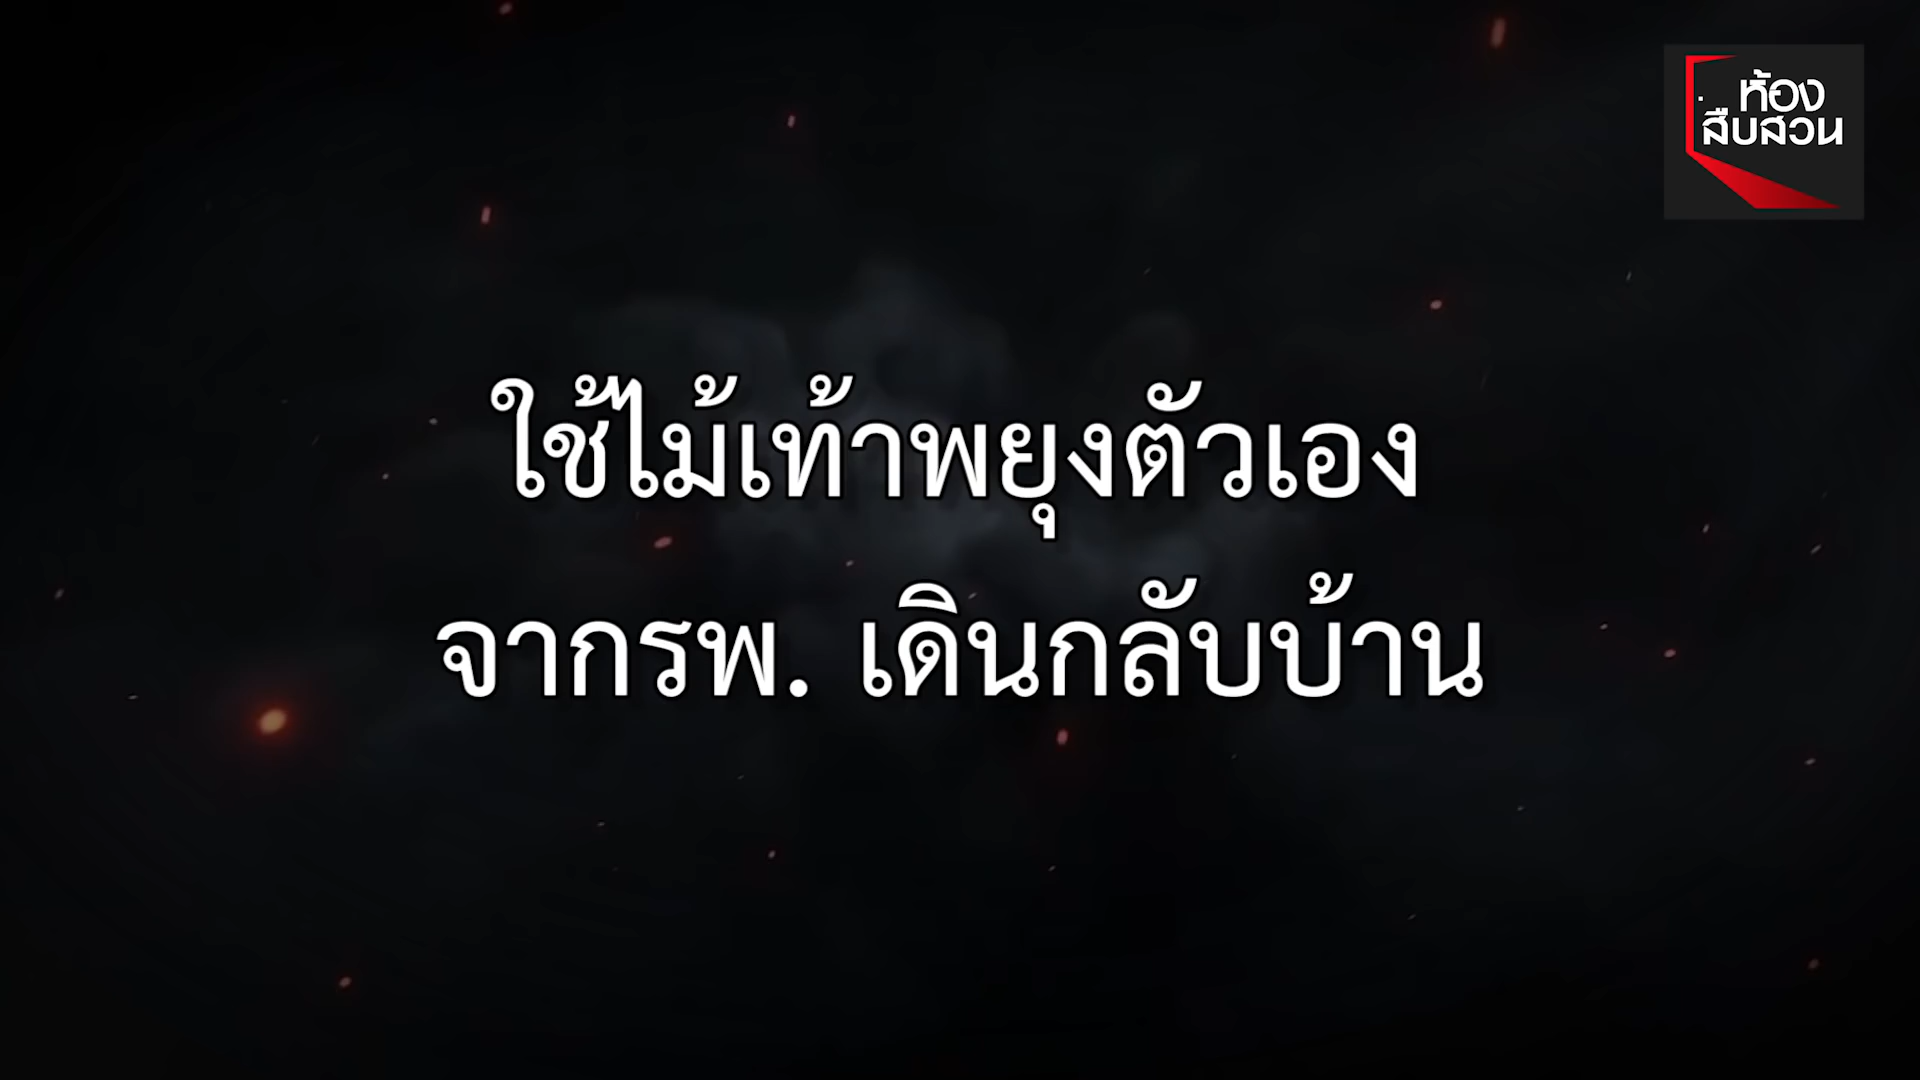 ห้อง
สืบสวน
ใช้ไม้เท้าพยุงตัวเอง
จากรพ. เดินกลับบ้าน